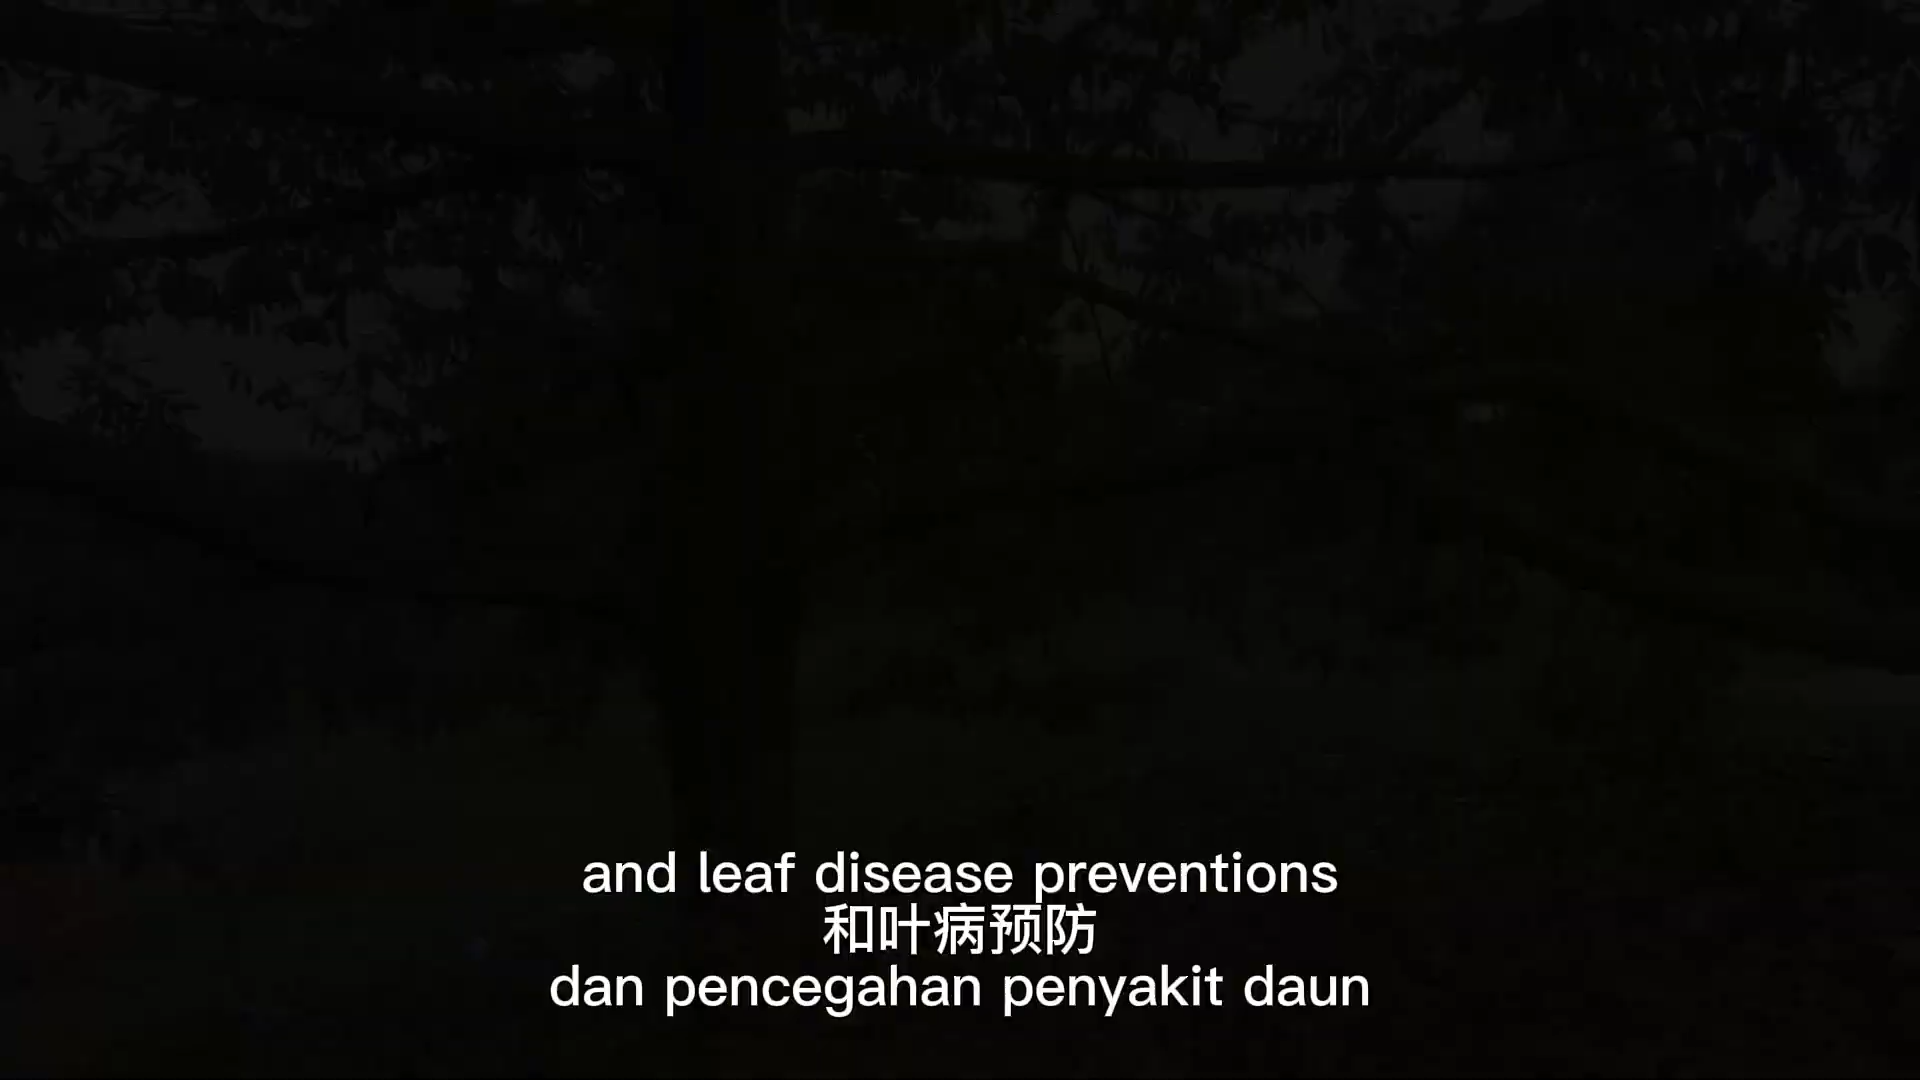 and leaf disease preventions
和叶病预防
dan pencegahan penyakit daun